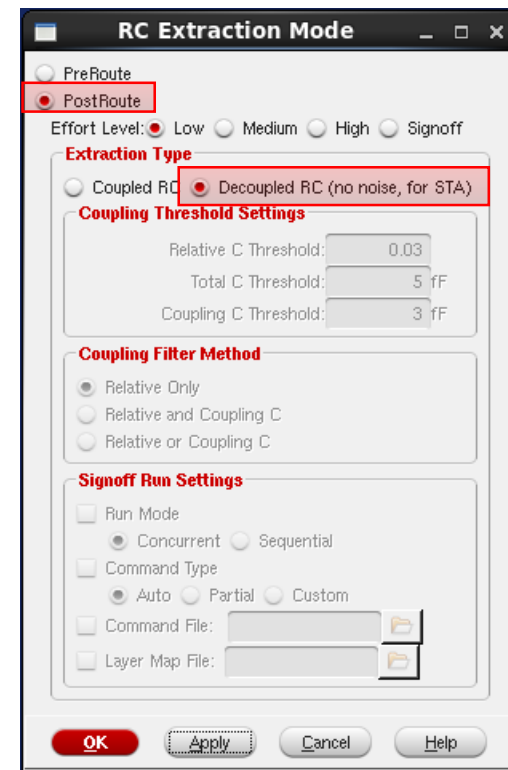 RC Extraction Mode
PreRoute
PostRoute
Effort Level: Low Medium High Signoff
Extraction Type
Coupled RC Decoupled RC (no noise, for STA)
Coupling Threshold Settings
Relative C Threshold: 0.03
Total C Threshold: 5 fF
Coupling C Threshold: 3 fF
Coupling Filter Method
Relative Only
Relative and Coupling C
Relative or Coupling C
Signoff Run Settings
Run Mode
Concurrent Sequential
Command Type
Auto Partial Custom
Command File:
Layer Map File:
OK Apply Cancel Help